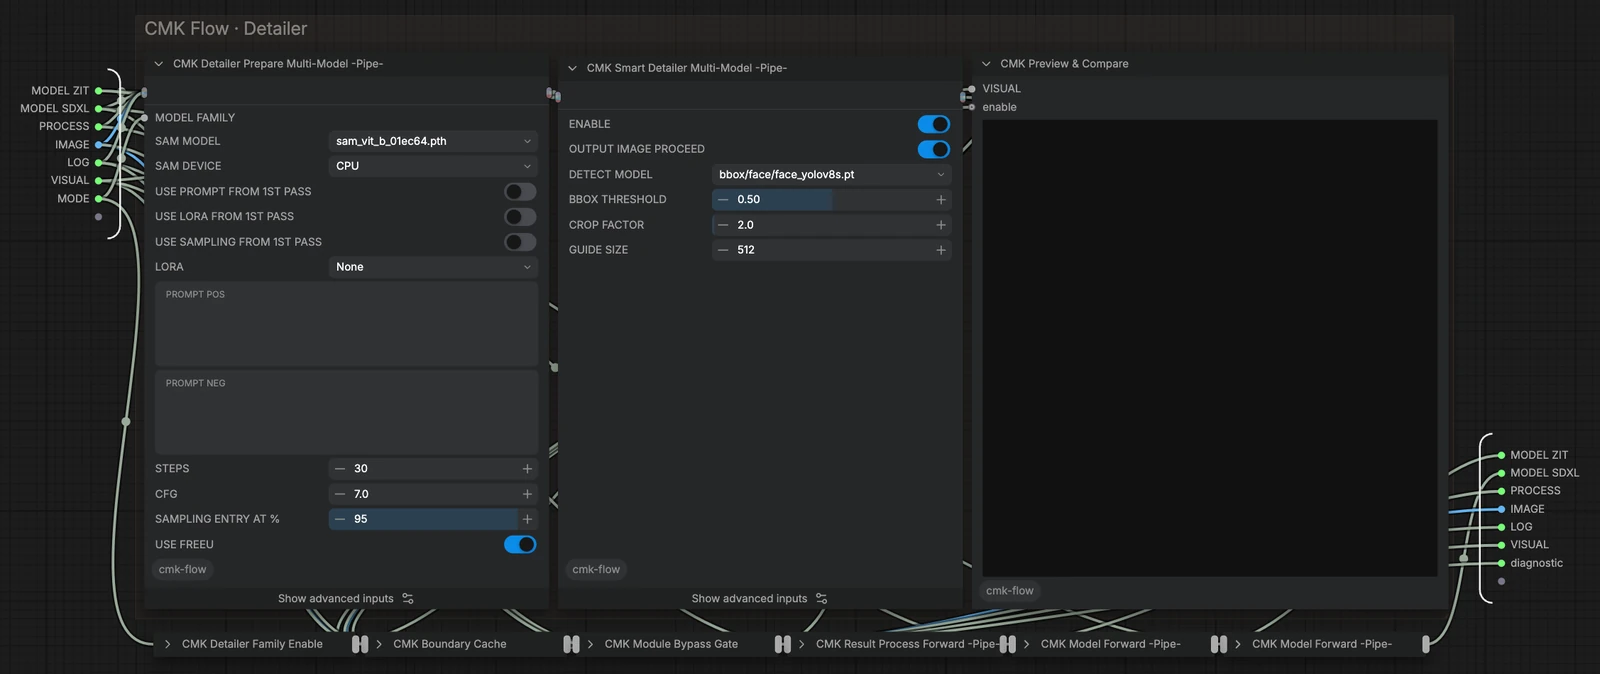 CMK Flow · Detailer
MODEL ZIT
MODEL SDXL
PROCESS
IMAGE
LOG
VISUAL
MODE
CMK Detailer Prepare Multi-Model -Pipe-
MODEL FAMILY
SAM MODEL sam_vit_b_01ec64.pth
SAM DEVICE CPU
USE PROMPT FROM 1ST PASS
USE LORA FROM 1ST PASS
USE SAMPLING FROM 1ST PASS
LORA None
PROMPT POS
PROMPT NEG
STEPS 30
CFG 7.0
SAMPLING ENTRY AT % 95
USE FREEU
cmk-flow
Show advanced inputs
CMK Smart Detailer Multi-Model -Pipe-
ENABLE
OUTPUT IMAGE PROCEED
DETECT MODEL bbox/face/face_yolov8s.pt
BBOX THRESHOLD 0.50
CROP FACTOR 2.0
GUIDE SIZE 512
cmk-flow
Show advanced inputs
CMK Preview & Compare
VISUAL
enable
cmk-flow
MODEL ZIT
MODEL SDXL
PROCESS
IMAGE
LOG
VISUAL
diagnostic
CMK Detailer Family Enable
CMK Boundary Cache
CMK Module Bypass Gate
CMK Result Process Forward -Pipe-
CMK Model Forward -Pipe-
CMK Model Forward -Pipe-